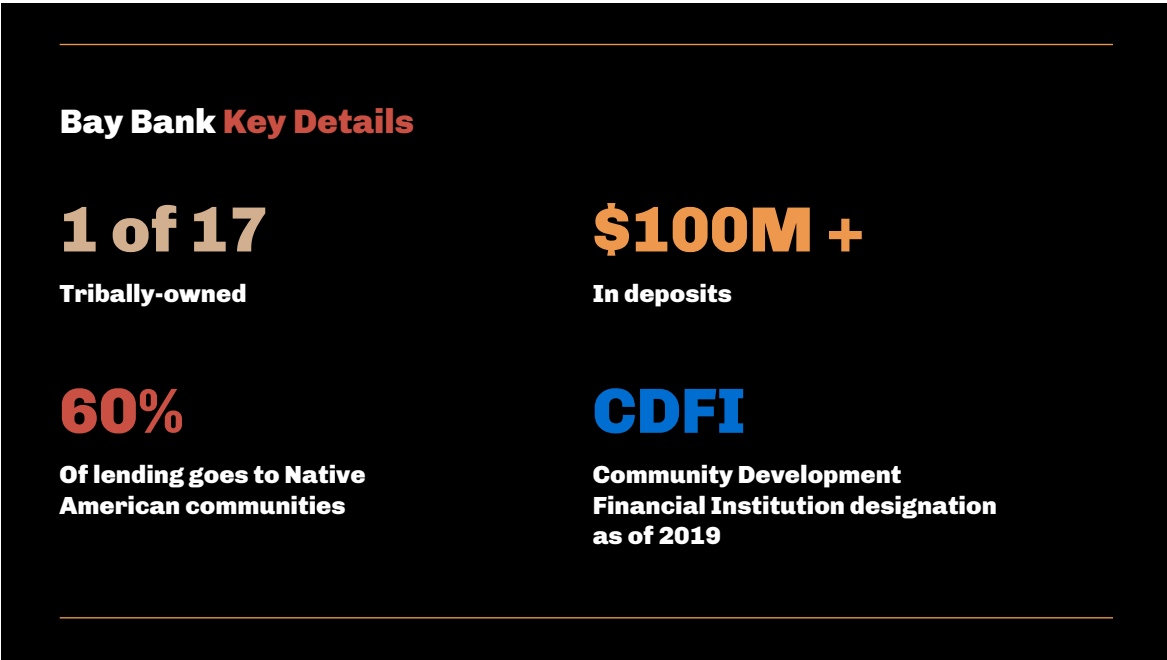 Bay Bank Key Details
1 of 17
Tribally-owned
$100M +
In deposits
60%
Of lending goes to Native
American communities
CDFI
Community Development
Financial Institution designation
as of 2019